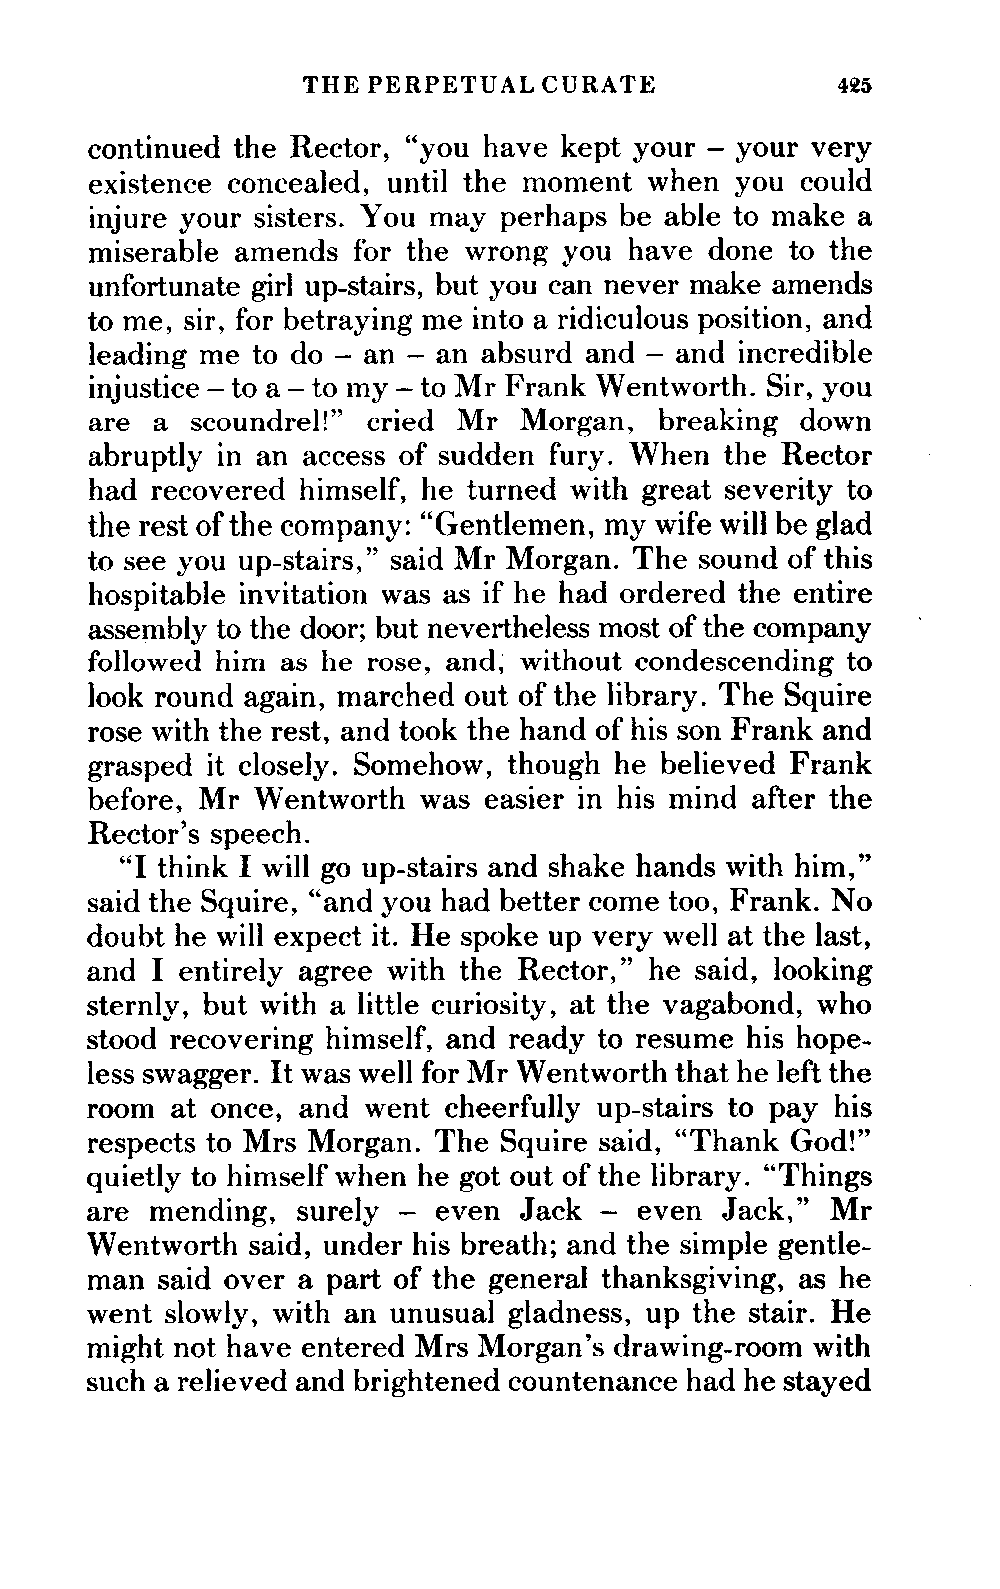 THE PERPETUAL CURATE 425
continued the Rector, “you have kept your – your very
existence concealed, until the moment when you could
injure your sisters. You may perhaps be able to make a
miserable amends for the wrong you have done to the
unfortunate girl up-stairs, but you can never make amends
to me, sir, for betraying me into a ridiculous position, and
leading me to do – an – an absurd and – and incredible
injustice – to a – to my – to Mr Frank Wentworth. Sir, you
are a scoundrel!” cried Mr Morgan, breaking down
abruptly in an access of sudden fury. When the Rector
had recovered himself, he turned with great severity to
the rest of the company: “Gentlemen, my wife will be glad
to see you up-stairs,” said Mr Morgan. The sound of this
hospitable invitation was as if he had ordered the entire
assembly to the door; but nevertheless most of the company
followed him as he rose, and, without condescending to
look round again, marched out of the library. The Squire
rose with the rest, and took the hand of his son Frank and
grasped it closely. Somehow, though he believed Frank
before, Mr Wentworth was easier in his mind after the
Rector’s speech.
“I think I will go up-stairs and shake hands with him,”
said the Squire, “and you had better come too, Frank. No
doubt he will expect it. He spoke up very well at the last,
and I entirely agree with the Rector,” he said, looking
sternly, but with a little curiosity, at the vagabond, who
stood recovering himself, and ready to resume his hope-
less swagger. It was well for Mr Wentworth that he left the
room at once, and went cheerfully up-stairs to pay his
respects to Mrs Morgan. The Squire said, “Thank God!”
quietly to himself when he got out of the library. “Things
are mending, surely – even Jack – even Jack,” Mr
Wentworth said, under his breath; and the simple gentle-
man said over a part of the general thanksgiving, as he
went slowly, with an unusual gladness, up the stair. He
might not have entered Mrs Morgan’s drawing-room with
such a relieved and brightened countenance had he stayed